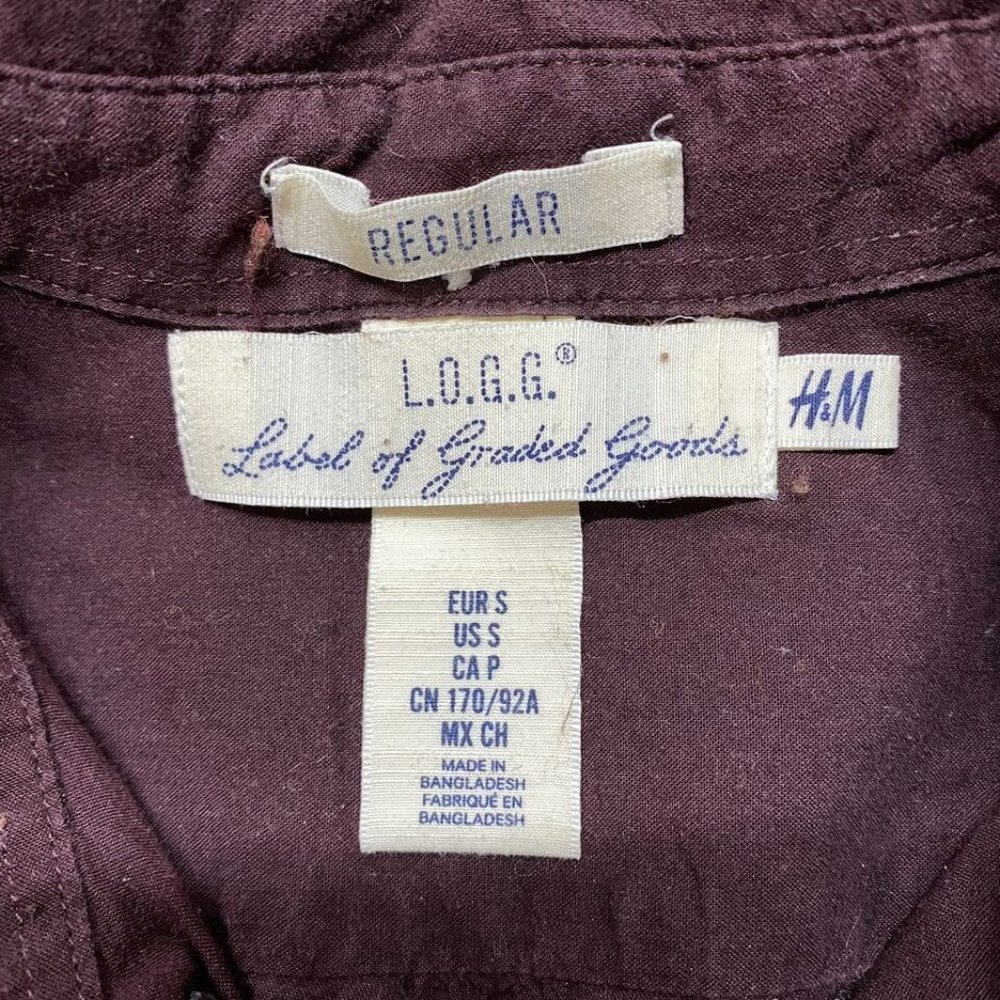 REGULAR
L.O.G.G.®
Label of Graded Goods
H&M
EUR S
US S
CA P
CN 170/92A
MX CH
MADE IN
BANGLADESH
FABRIQUÉ EN
BANGLADESH